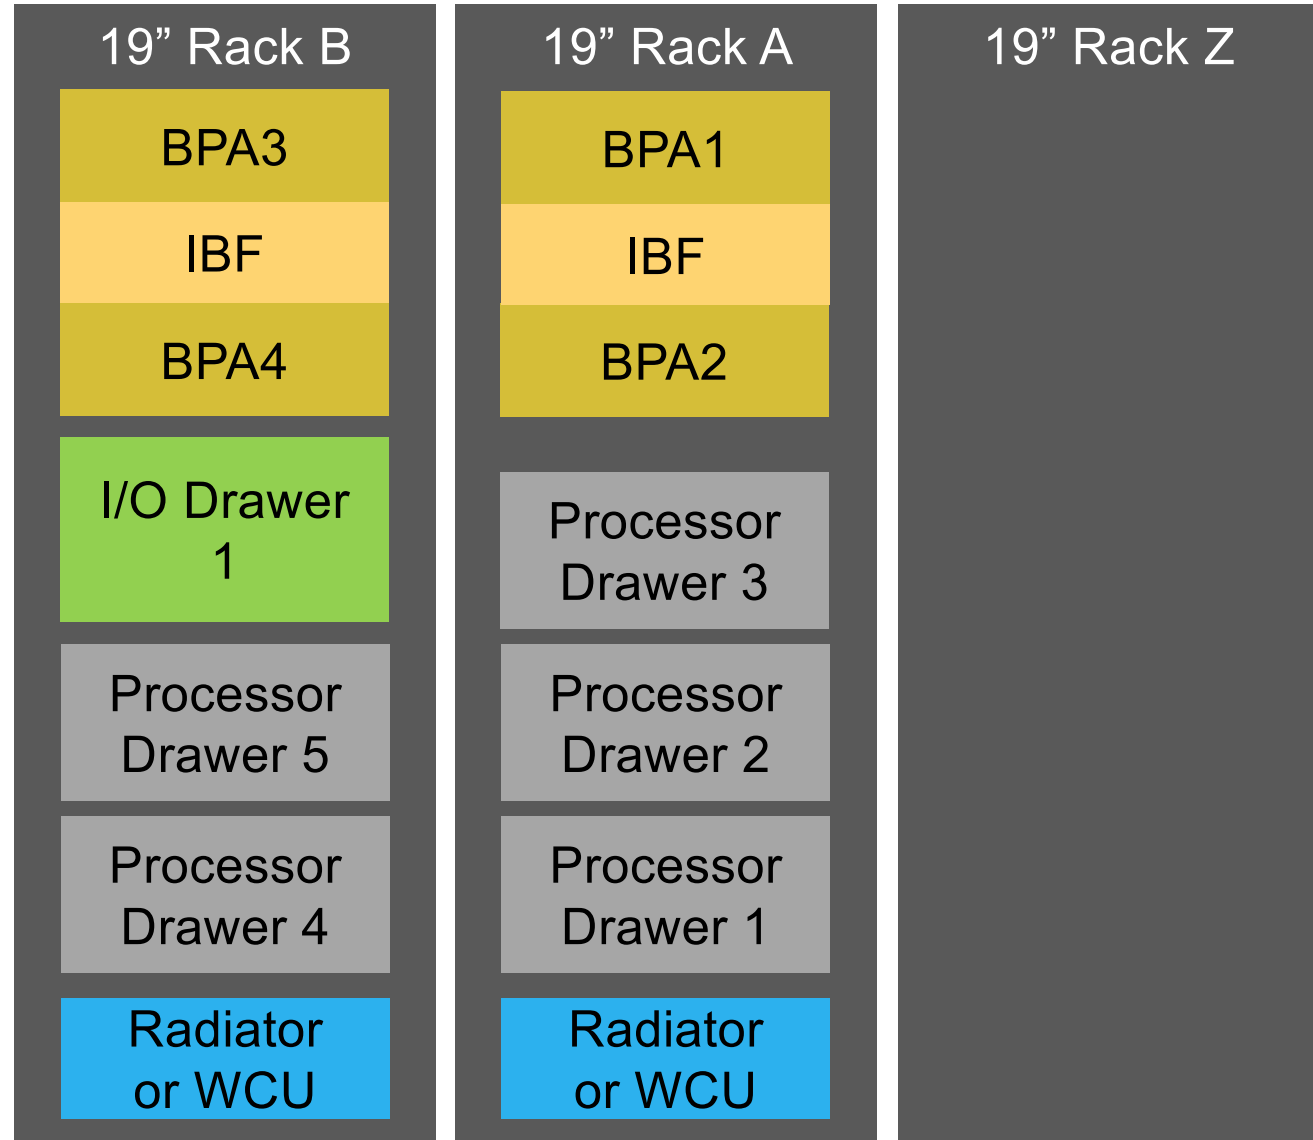 19” Rack B
BPA3
IBF
BPA4
I/O Drawer
1
Processor
Drawer 5
Processor
Drawer 4
Radiator
or WCU
19” Rack A
BPA1
IBF
BPA2
Processor
Drawer 3
Processor
Drawer 2
Processor
Drawer 1
Radiator
or WCU
19” Rack Z